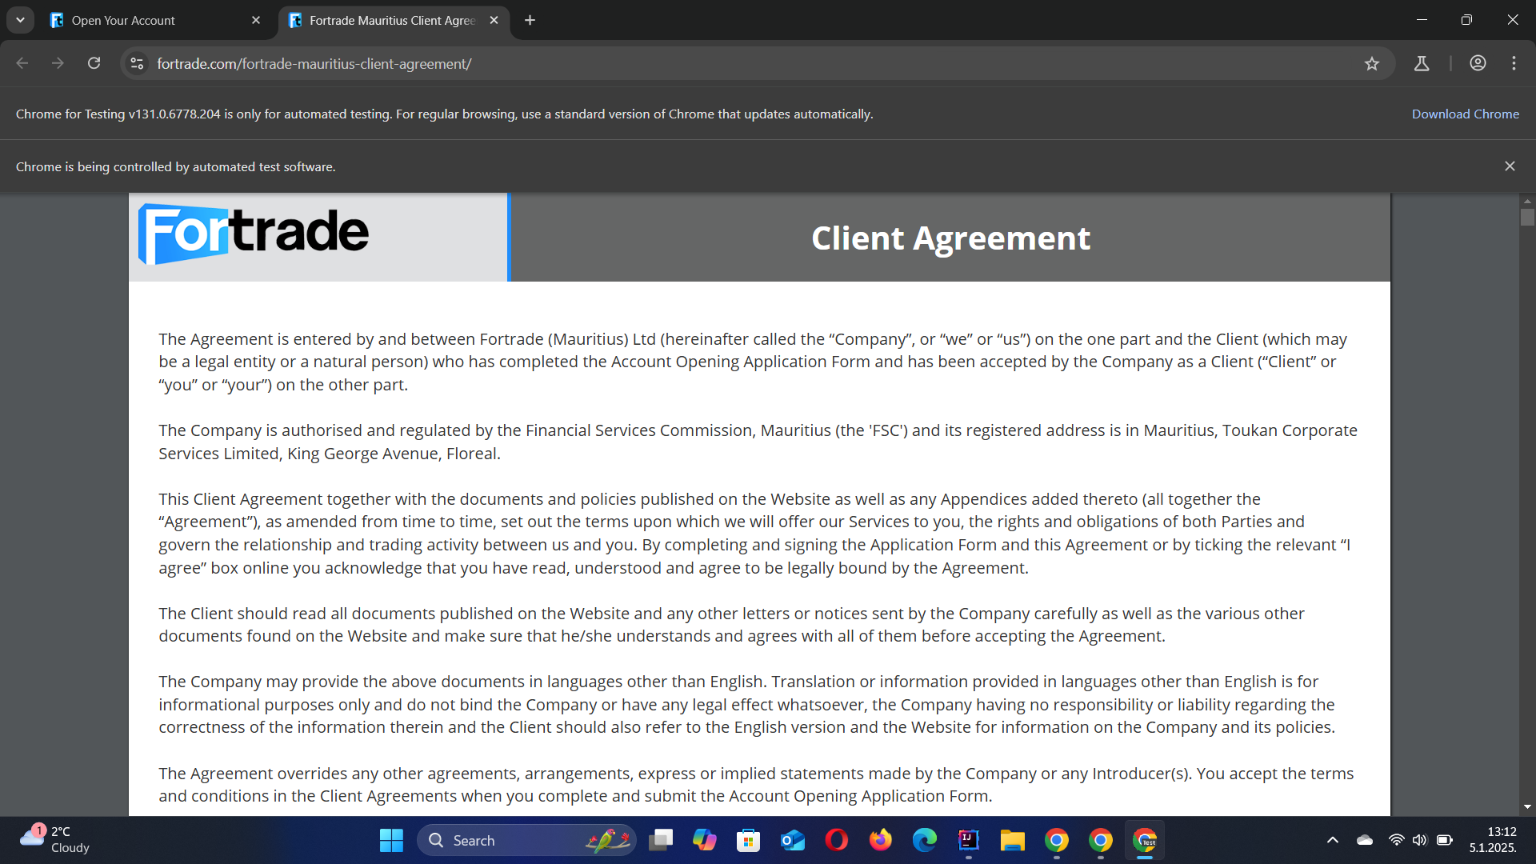 Open Your Account
Fortrade Mauritius Client Agree
fortrade.com/fortrade-mauritius-client-agreement/
Chrome for Testing v131.0.6778.204 is only for automated testing. For regular browsing, use a standard version of Chrome that updates automatically.
Download Chrome
Chrome is being controlled by automated test software.
Fortrade
Client Agreement
The Agreement is entered by and between Fortrade (Mauritius) Ltd (hereinafter called the “Company”, or “we” or “us”) on the one part and the Client (which may
be a legal entity or a natural person) who has completed the Account Opening Application Form and has been accepted by the Company as a Client (“Client” or
“you” or “your”) on the other part.
The Company is authorised and regulated by the Financial Services Commission, Mauritius (the 'FSC') and its registered address is in Mauritius, Toukan Corporate
Services Limited, King George Avenue, Floreal.
This Client Agreement together with the documents and policies published on the Website as well as any Appendices added thereto (all together the
“Agreement”), as amended from time to time, set out the terms upon which we will offer our Services to you, the rights and obligations of both Parties and
govern the relationship and trading activity between us and you. By completing and signing the Application Form and this Agreement or by ticking the relevant “I
agree” box online you acknowledge that you have read, understood and agree to be legally bound by the Agreement.
The Client should read all documents published on the Website and any other letters or notices sent by the Company carefully as well as the various other
documents found on the Website and make sure that he/she understands and agrees with all of them before accepting the Agreement.
The Company may provide the above documents in languages other than English. Translation or information provided in languages other than English is for
informational purposes only and do not bind the Company or have any legal effect whatsoever, the Company having no responsibility or liability regarding the
correctness of the information therein and the Client should also refer to the English version and the Website for information on the Company and its policies.
The Agreement overrides any other agreements, arrangements, express or implied statements made by the Company or any Introducer(s). You accept the terms
and conditions in the Client Agreements when you complete and submit the Account Opening Application Form.
1
2°C
Cloudy
Search
IJ
Test
13:12
5.1.2025.